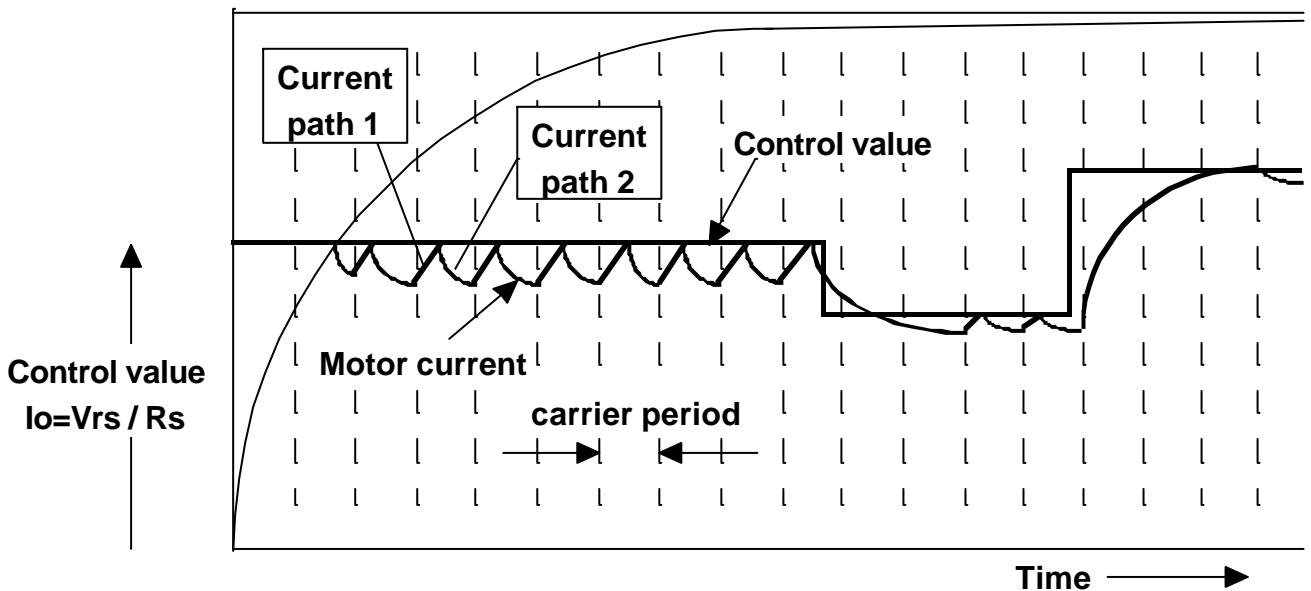 Current
path 1
Current
path 2
Control value
Motor current
Control value
Io=Vrs / Rs
carrier period
Time